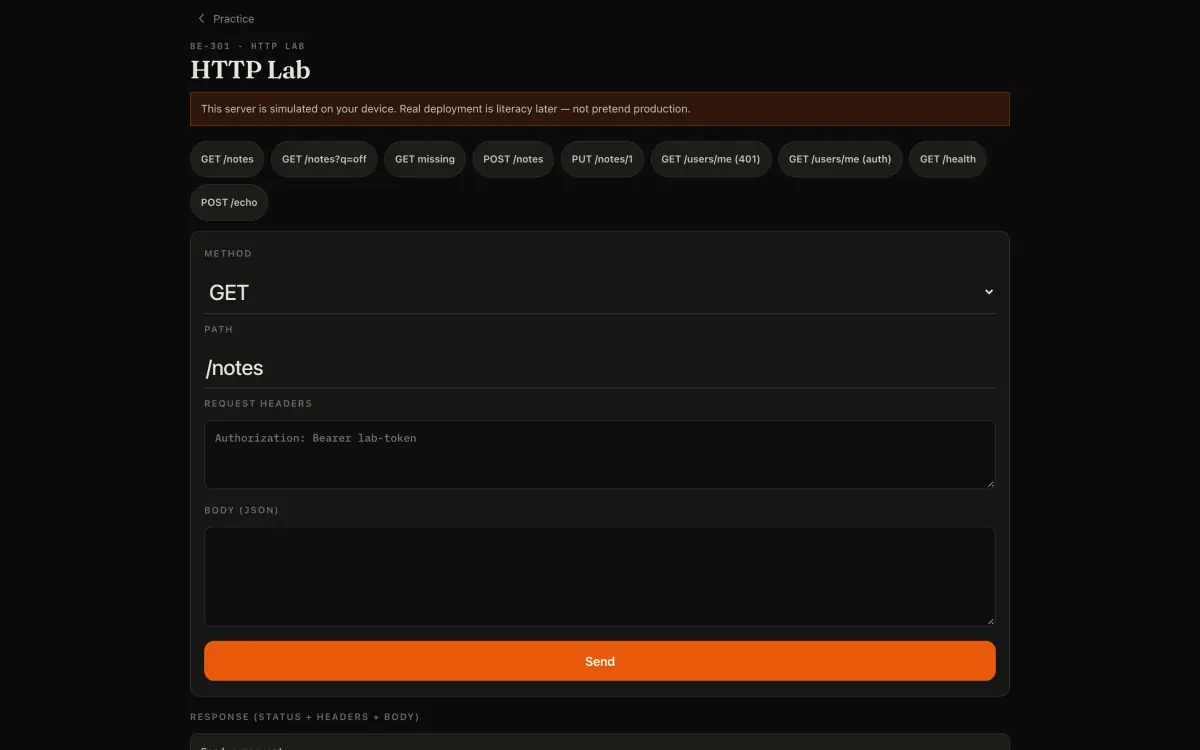 Practice
BE-301 · HTTP LAB
HTTP Lab
This server is simulated on your device. Real deployment is literacy later — not pretend production.
GET /notes GET /notes?q=off GET missing POST /notes PUT /notes/1 GET /users/me (401) GET /users/me (auth) GET /health
POST /echo
METHOD
GET
PATH
/notes
REQUEST HEADERS
Authorization: Bearer lab-token
BODY (JSON)
Send
RESPONSE (STATUS + HEADERS + BODY)